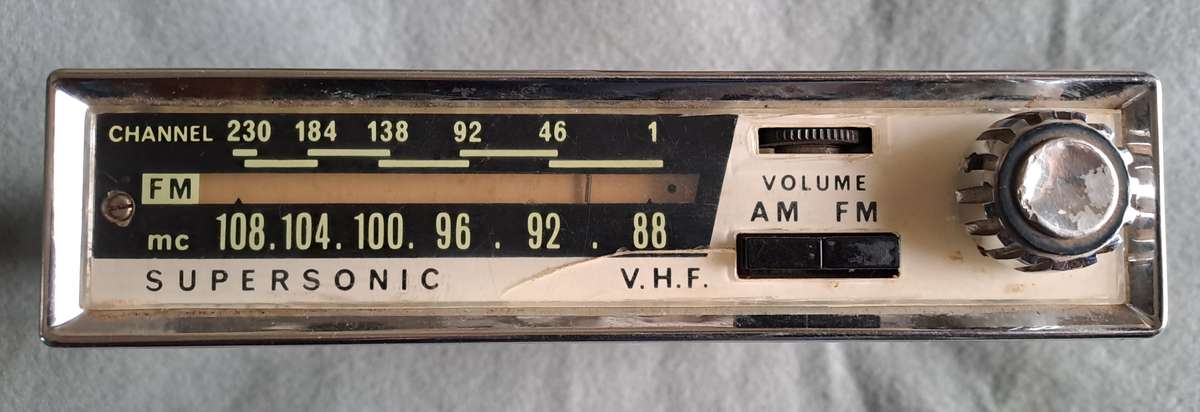 CHANNEL 230 184 138 92 46 1
FM
mc 108. 104. 100. 96 . 92 . 88
SUPERSONIC V.H.F.
VOLUME
AM FM